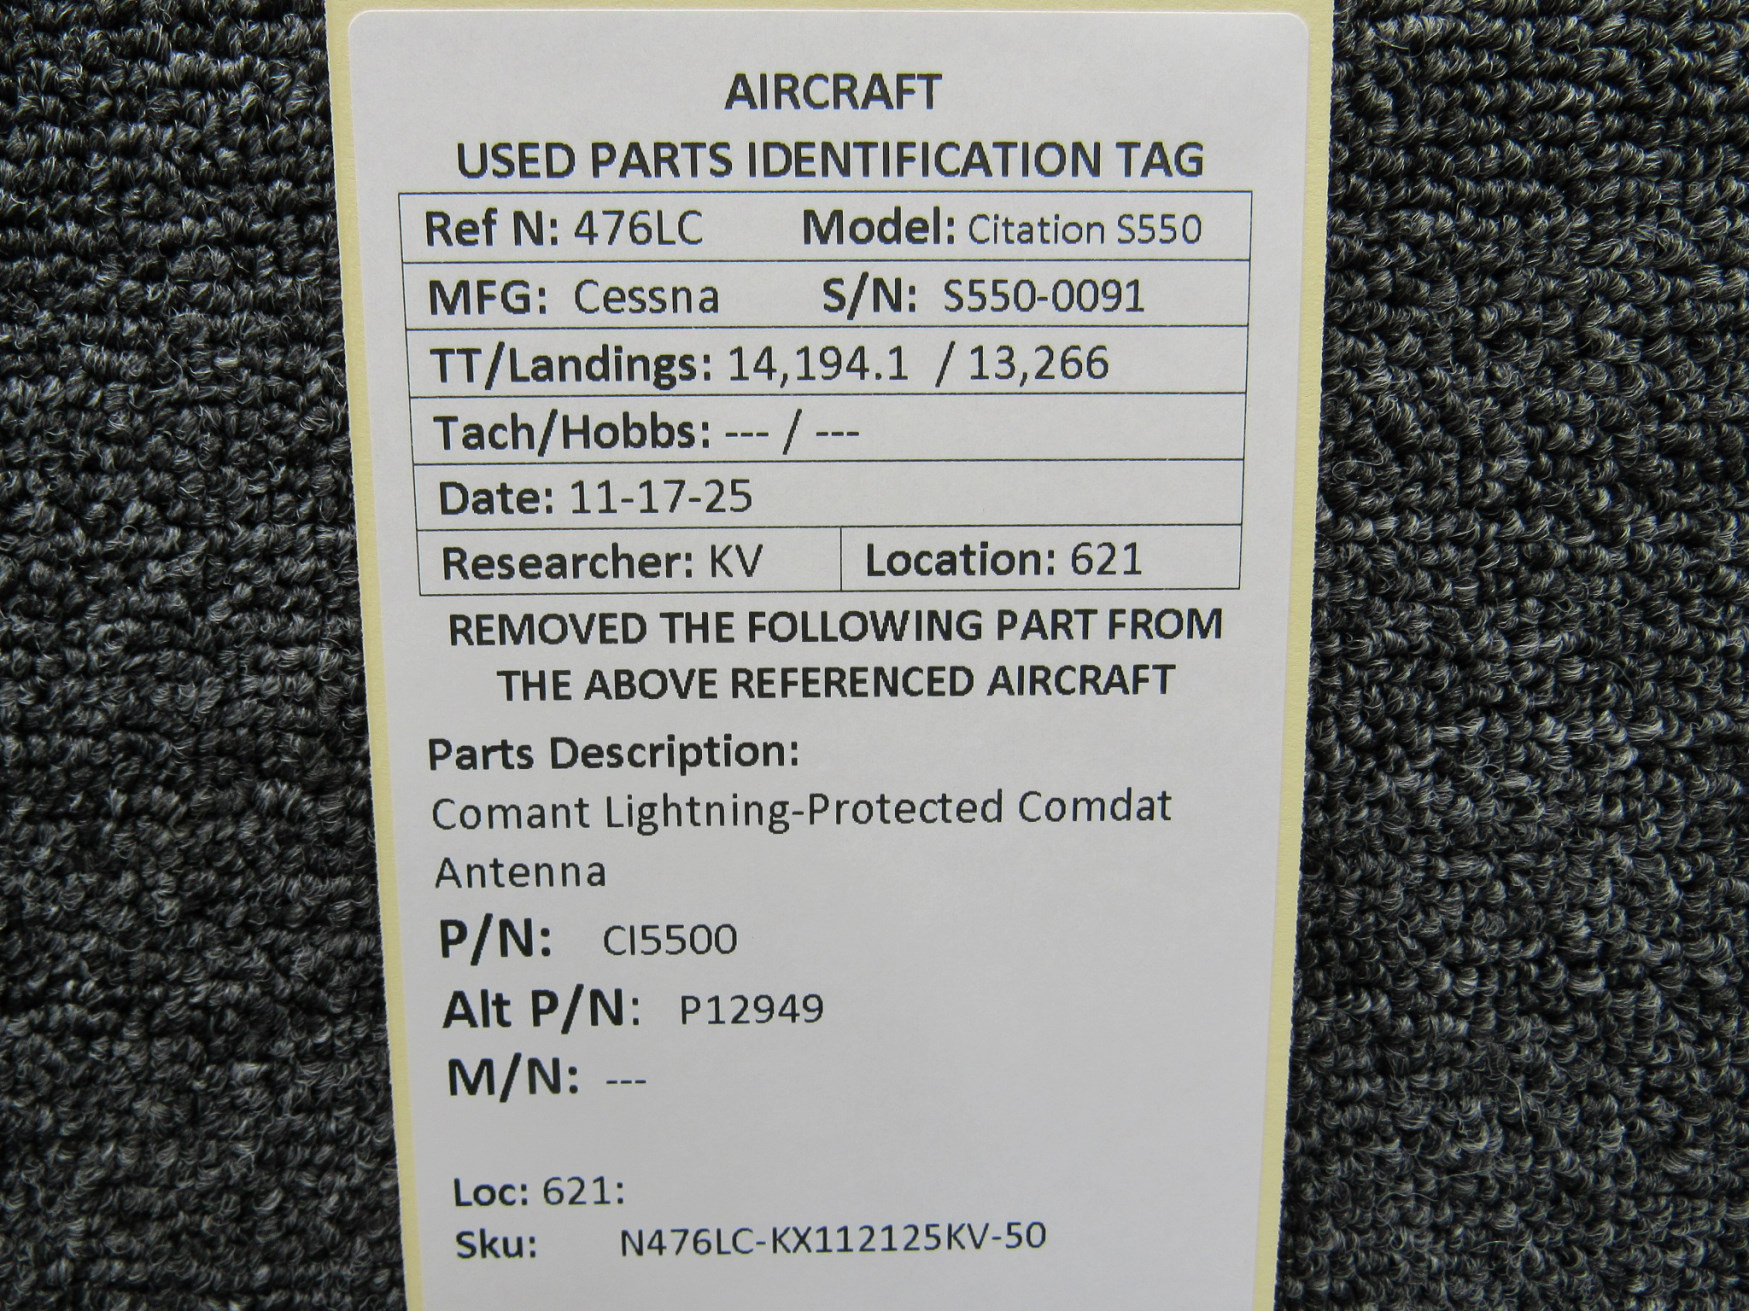 AIRCRAFT
USED PARTS IDENTIFICATION TAG
Ref N: 476LC Model: Citation S550
MFG: Cessna S/N: S550-0091
TT/Landings: 14,194.1 / 13,266
Tach/Hobbs: --- / ---
Date: 11-17-25
Researcher: KV Location: 621
REMOVED THE FOLLOWING PART FROM
THE ABOVE REFERENCED AIRCRAFT
Parts Description:
Comant Lightning-Protected Comdat
Antenna
P/N: CI5500
Alt P/N: P12949
M/N: ---
Loc: 621:
Sku: N476LC-KX112125KV-50